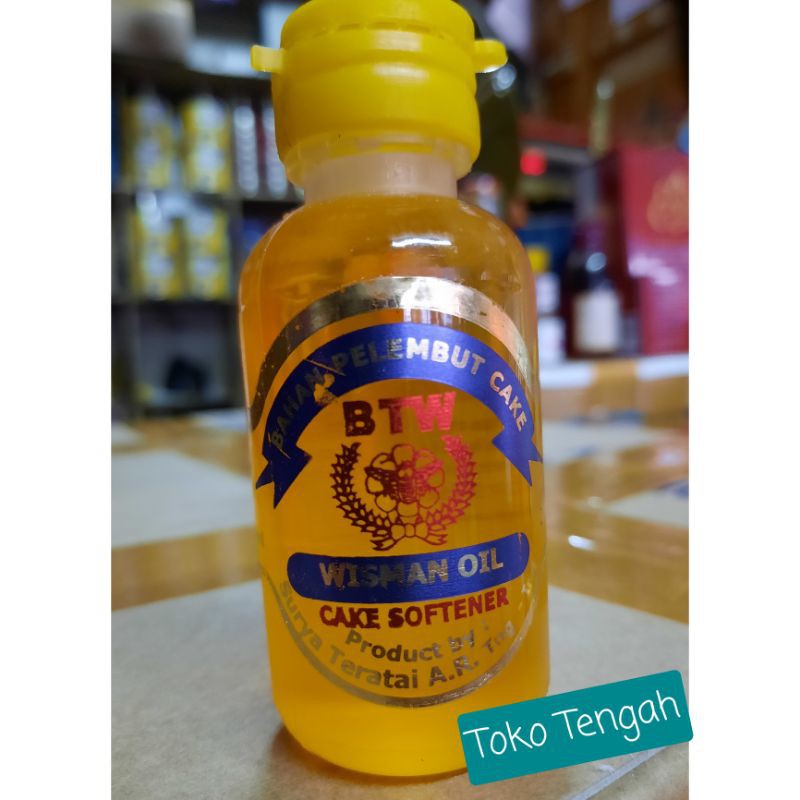 BAHAN PELEMBUT CAKE
BTW
WISMAN OIL
CAKE SOFTENER
Product by :
Surya Teratai A.R.
Toko Tengah